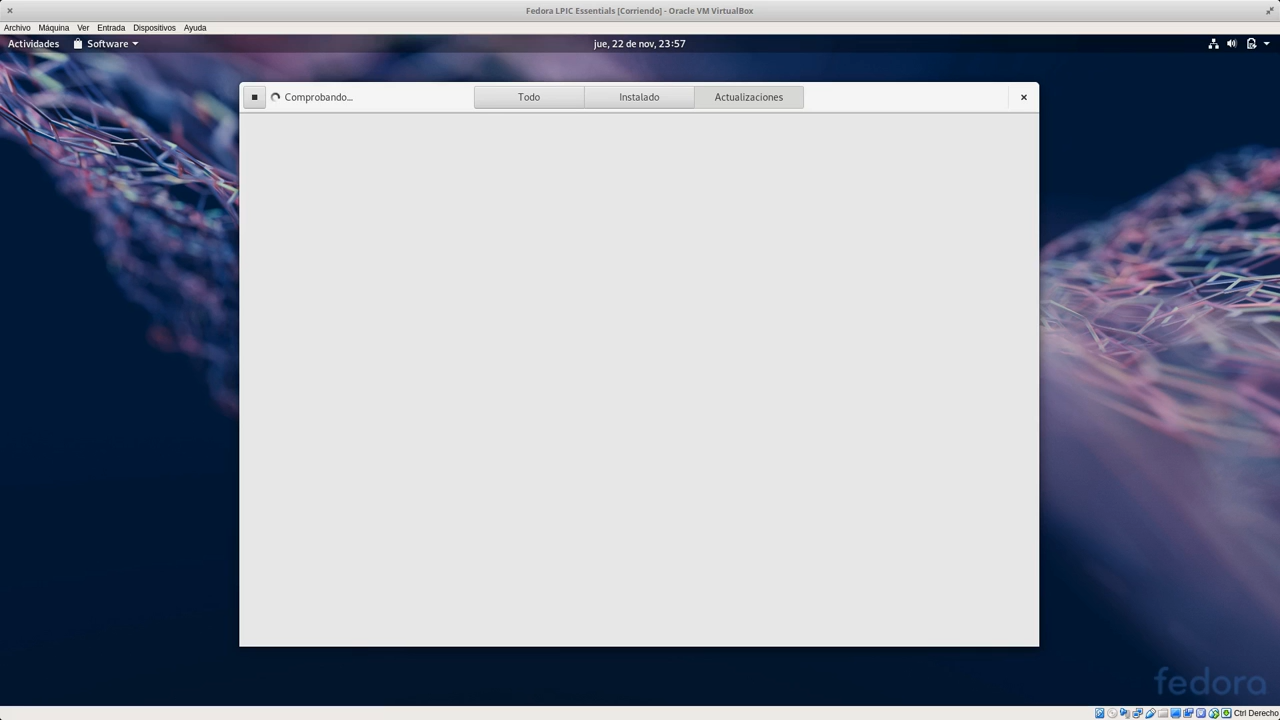 Fedora LPIC Essentials [Corriendo] - Oracle VM VirtualBox
Archivo Máquina Ver Entrada Dispositivos Ayuda
Actividades Software jue, 22 de nov, 23:57
Comprobando... Todo Instalado Actualizaciones
fedora
Ctrl Derecho